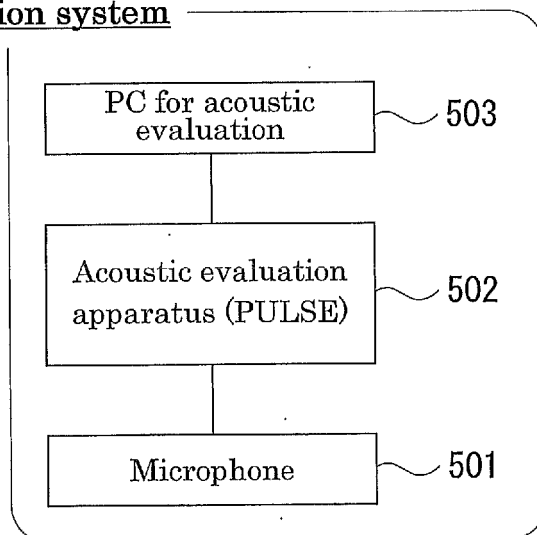 ion system
PC for acoustic
evaluation
503
Acoustic evaluation
apparatus (PULSE)
502
Microphone
501